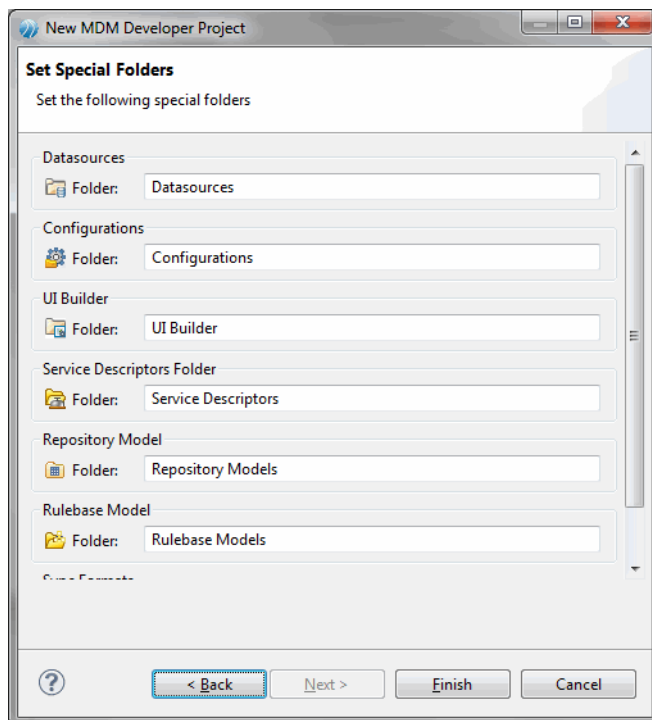 New MDM Developer Project
Set Special Folders
Set the following special folders
Datasources
Folder: Datasources
Configurations
Folder: Configurations
UI Builder
Folder: UI Builder
Service Descriptors Folder
Folder: Service Descriptors
Repository Model
Folder: Repository Models
Rulebase Model
Folder: Rulebase Models
Sync Formats
? < Back Next > Finish Cancel